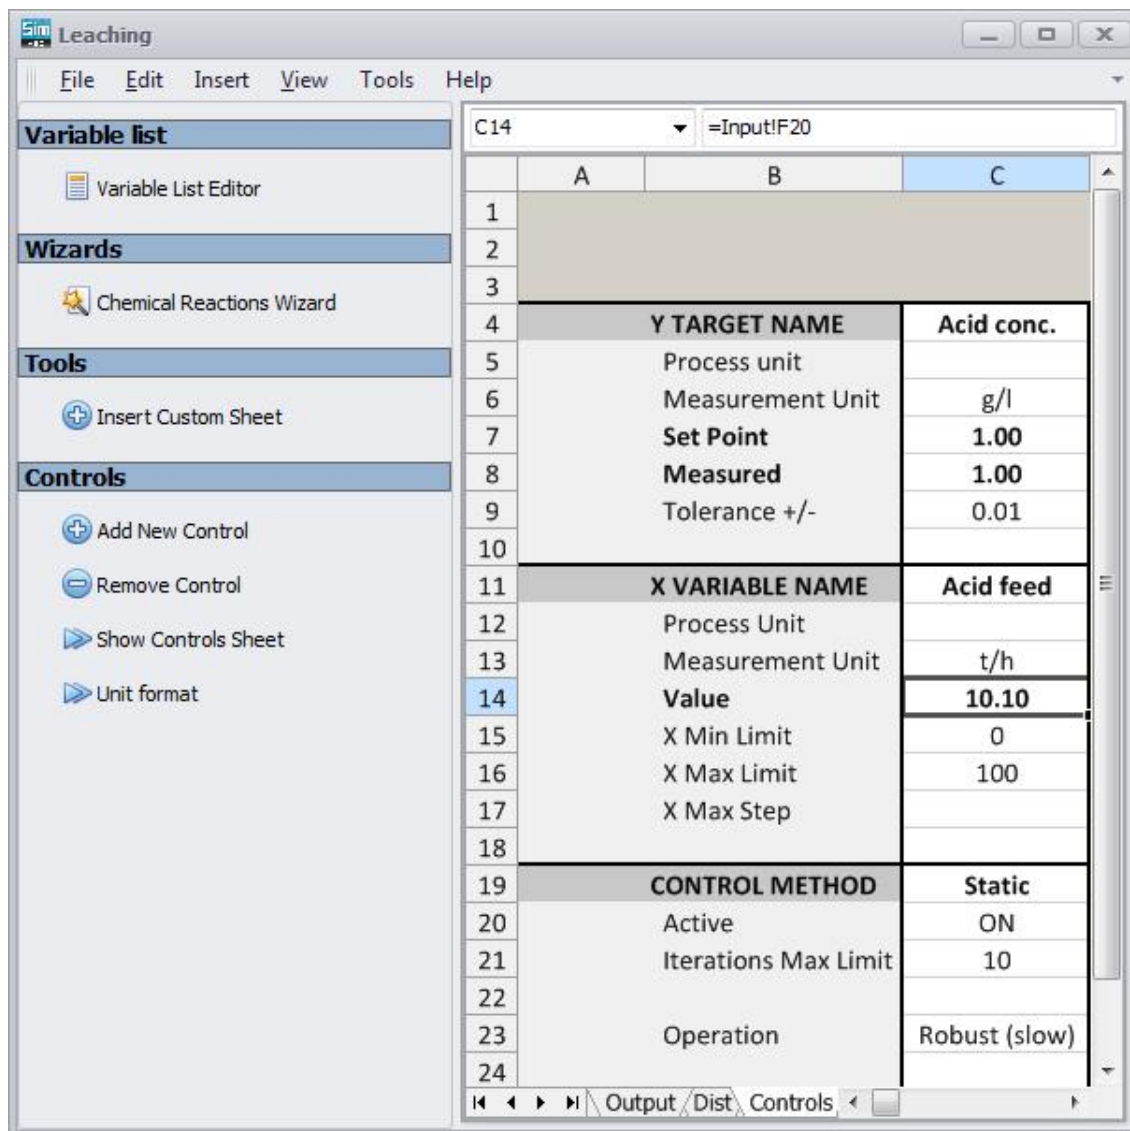 Sim Leaching
File Edit Insert View Tools Help
Variable list
Variable List Editor
Wizards
Chemical Reactions Wizard
Tools
Insert Custom Sheet
Controls
Add New Control
Remove Control
Show Controls Sheet
Unit format
C14 =Input!F20
A B C
1
2
3
4 Y TARGET NAME Acid conc.
5 Process unit
6 Measurement Unit g/l
7 Set Point 1.00
8 Measured 1.00
9 Tolerance +/- 0.01
10
11 X VARIABLE NAME Acid feed
12 Process Unit
13 Measurement Unit t/h
14 Value 10.10
15 X Min Limit 0
16 X Max Limit 100
17 X Max Step
18
19 CONTROL METHOD Static
20 Active ON
21 Iterations Max Limit 10
22
23 Operation Robust (slow)
24
Output Dist Controls